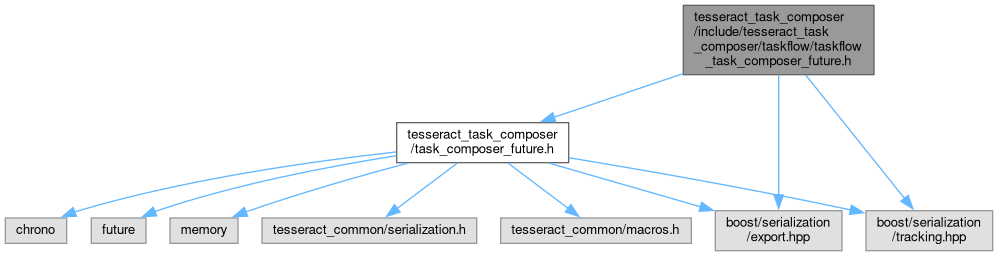 tesseract_task_composer
/include/tesseract_task
_composer/taskflow/taskflow
_task_composer_future.h
tesseract_task_composer
/task_composer_future.h
chrono
future
memory
tesseract_common/serialization.h
tesseract_common/macros.h
boost/serialization
/export.hpp
boost/serialization
/tracking.hpp